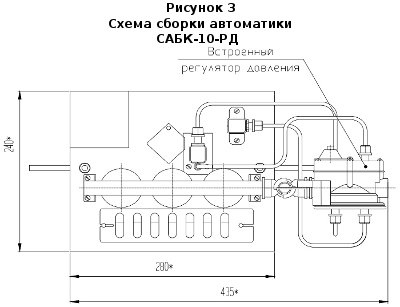 Рисунок 3
Схема сборки автоматики
САБК-10-РД
Встроенный
регулятор давления
240*
280*
435*